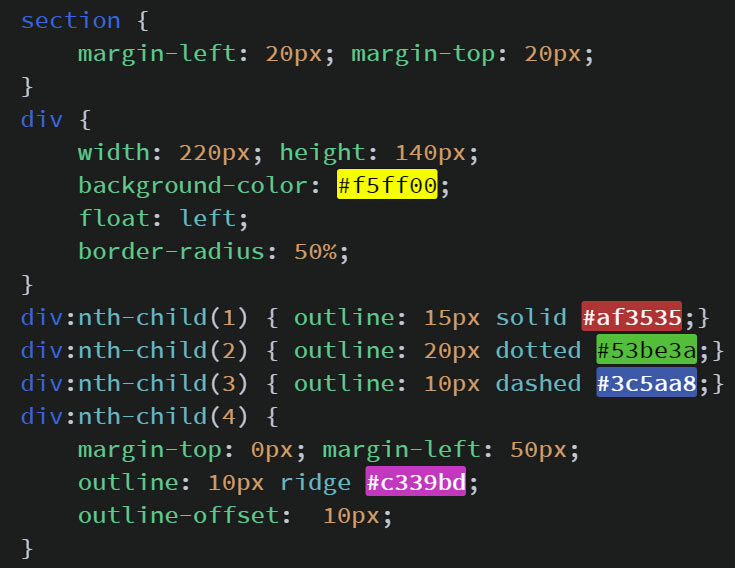 section {
    margin-left: 20px; margin-top: 20px;
}
div {
    width: 220px; height: 140px;
    background-color: #f5ff00;
    float: left;
    border-radius: 50%;
}
div:nth-child(1) { outline: 15px solid #af3535;}
div:nth-child(2) { outline: 20px dotted #53be3a;}
div:nth-child(3) { outline: 10px dashed #3c5aa8;}
div:nth-child(4) {
    margin-top: 0px; margin-left: 50px;
    outline: 10px ridge #c339bd;
    outline-offset:  10px;
}